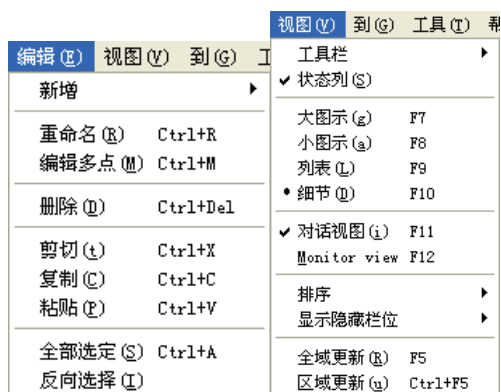 编辑(E) 视图(V) 到(G)
新增
重命名(R) Ctrl+R
编辑多点(M) Ctrl+M
删除(D) Ctrl+Del
剪切(t) Ctrl+X
复制(C) Ctrl+C
粘贴(P) Ctrl+V
全部选定(S) Ctrl+A
反向选择(I)
视图(V) 到(G) 工具(T)
工具栏
状态列(S)
大图示(g) F7
小图示(a) F8
列表(L) F9
细节(D) F10
对话视图(i) F11
Monitor view F12
排序
显示隐藏栏位
全域更新(R) F5
区域更新(u) Ctrl+F5